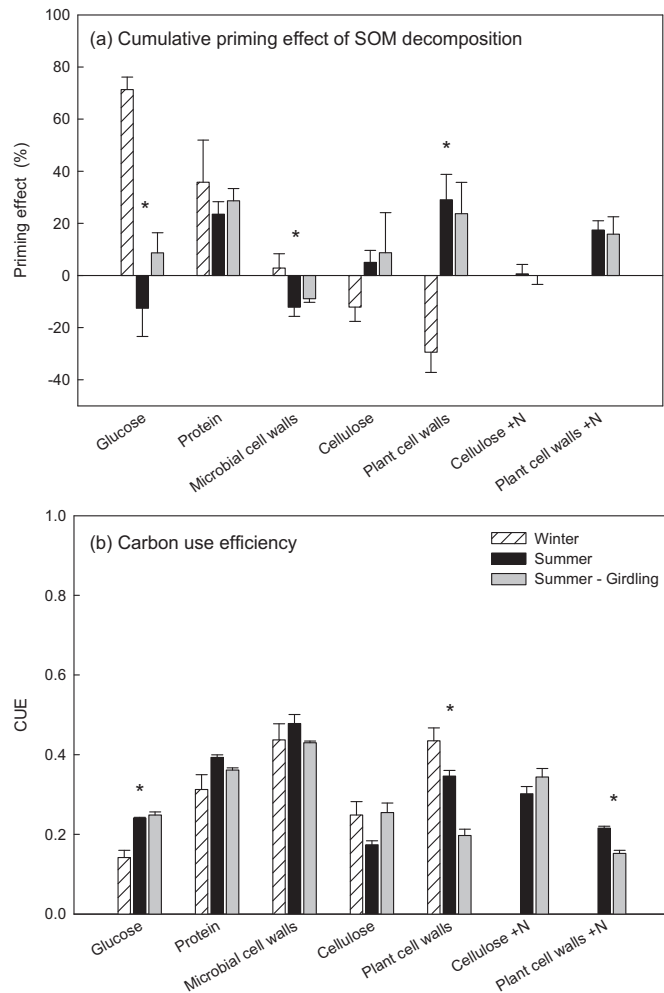 (a) Cumulative priming effect of SOM decomposition
Priming effect (%)
100
80
60
40
20
0
-20
-40
*
*
*
Glucose
Protein
Microbial cell walls
Cellulose
Plant cell walls
Cellulose +N
Plant cell walls +N
(b) Carbon use efficiency
Winter
Summer
Summer - Girdling
CUE
1.0
0.8
0.6
0.4
0.2
0.0
*
*
*
Glucose
Protein
Microbial cell walls
Cellulose
Plant cell walls
Cellulose +N
Plant cell walls +N